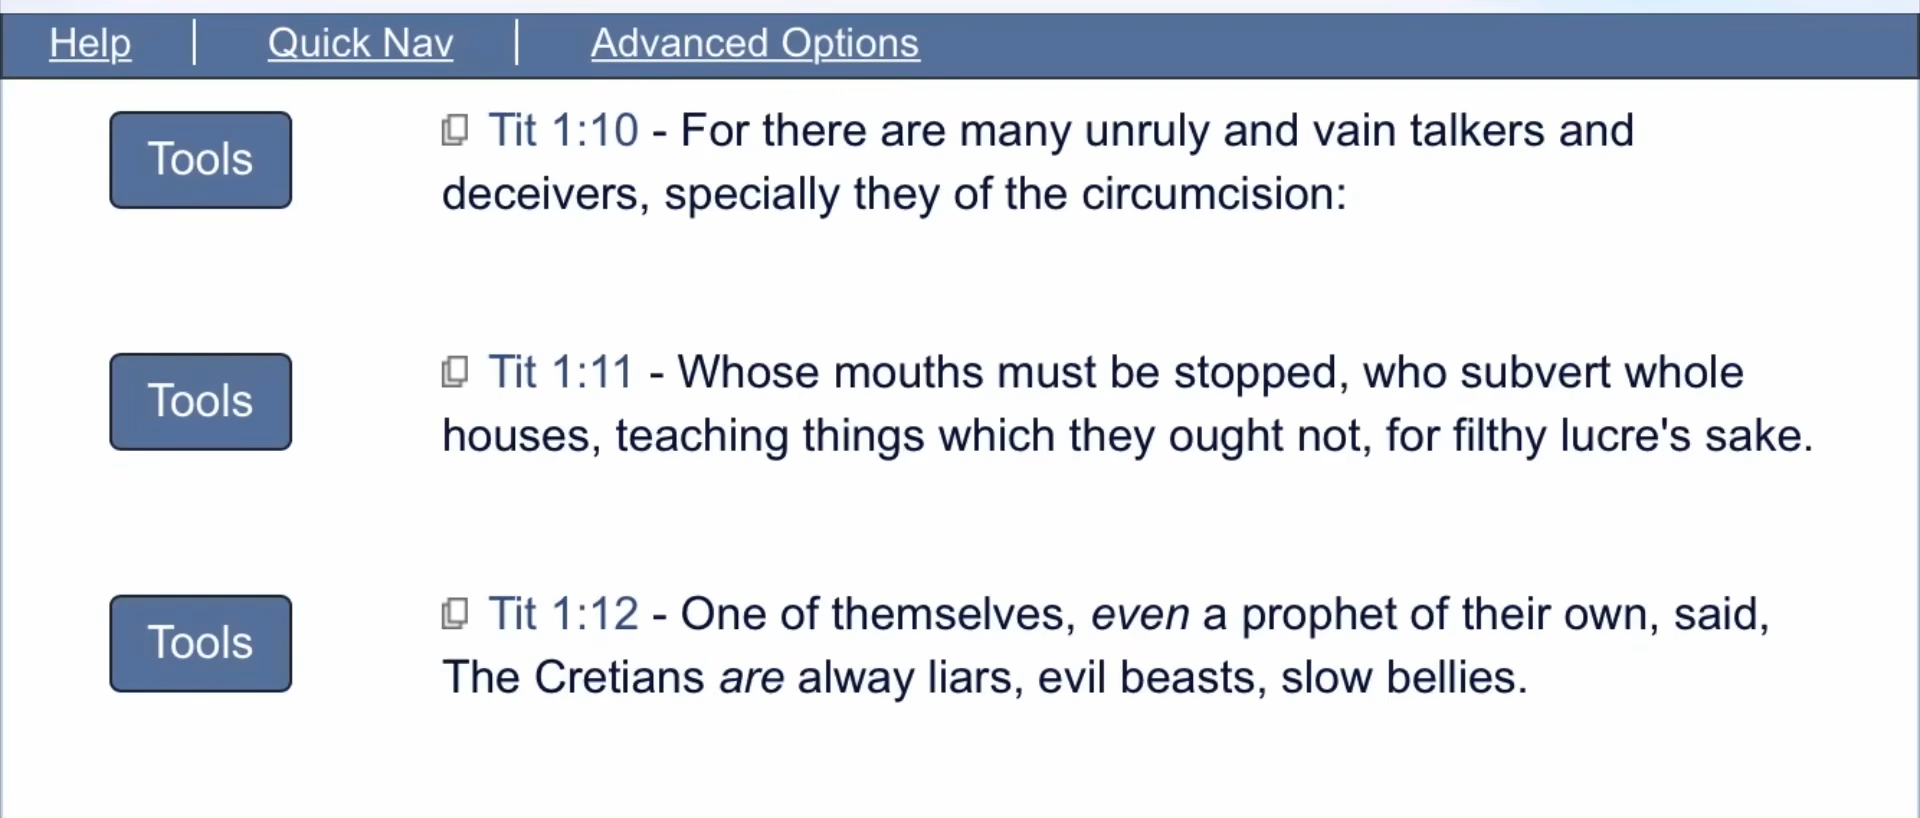 Help | Quick Nav | Advanced Options
Tools
Tit 1:10 - For there are many unruly and vain talkers and
deceivers, specially they of the circumcision:
Tools
Tit 1:11 - Whose mouths must be stopped, who subvert whole
houses, teaching things which they ought not, for filthy lucre's sake.
Tools
Tit 1:12 - One of themselves, even a prophet of their own, said,
The Cretians are alway liars, evil beasts, slow bellies.